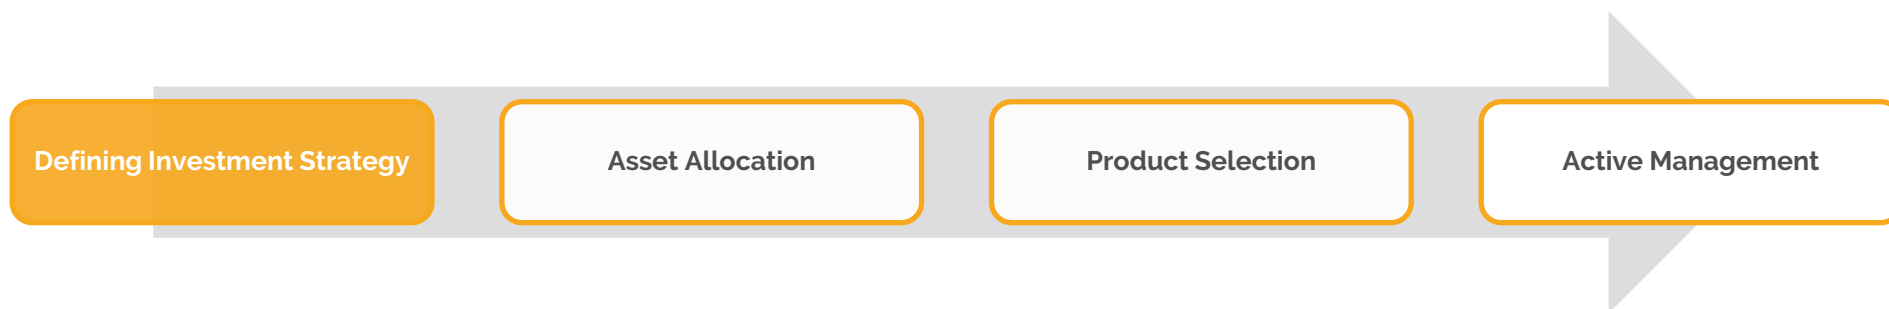 Defining Investment Strategy
Asset Allocation
Product Selection
Active Management